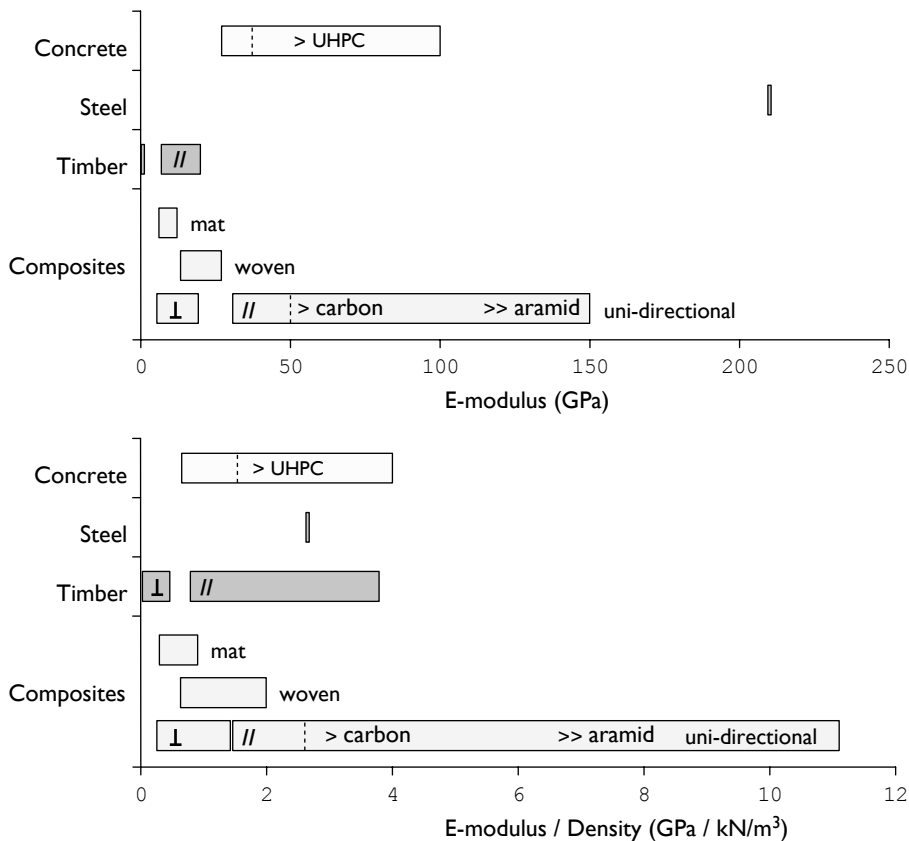 Concrete
> UHPC
Steel
Timber
//
mat
Composites
woven
⊥
//
> carbon
>> aramid
uni-directional
0
50
100
150
200
250
E-modulus (GPa)
Concrete
> UHPC
Steel
Timber
⊥
//
mat
Composites
woven
⊥
//
> carbon
>> aramid
uni-directional
0
2
4
6
8
10
12
E-modulus / Density (GPa / kN/m³)